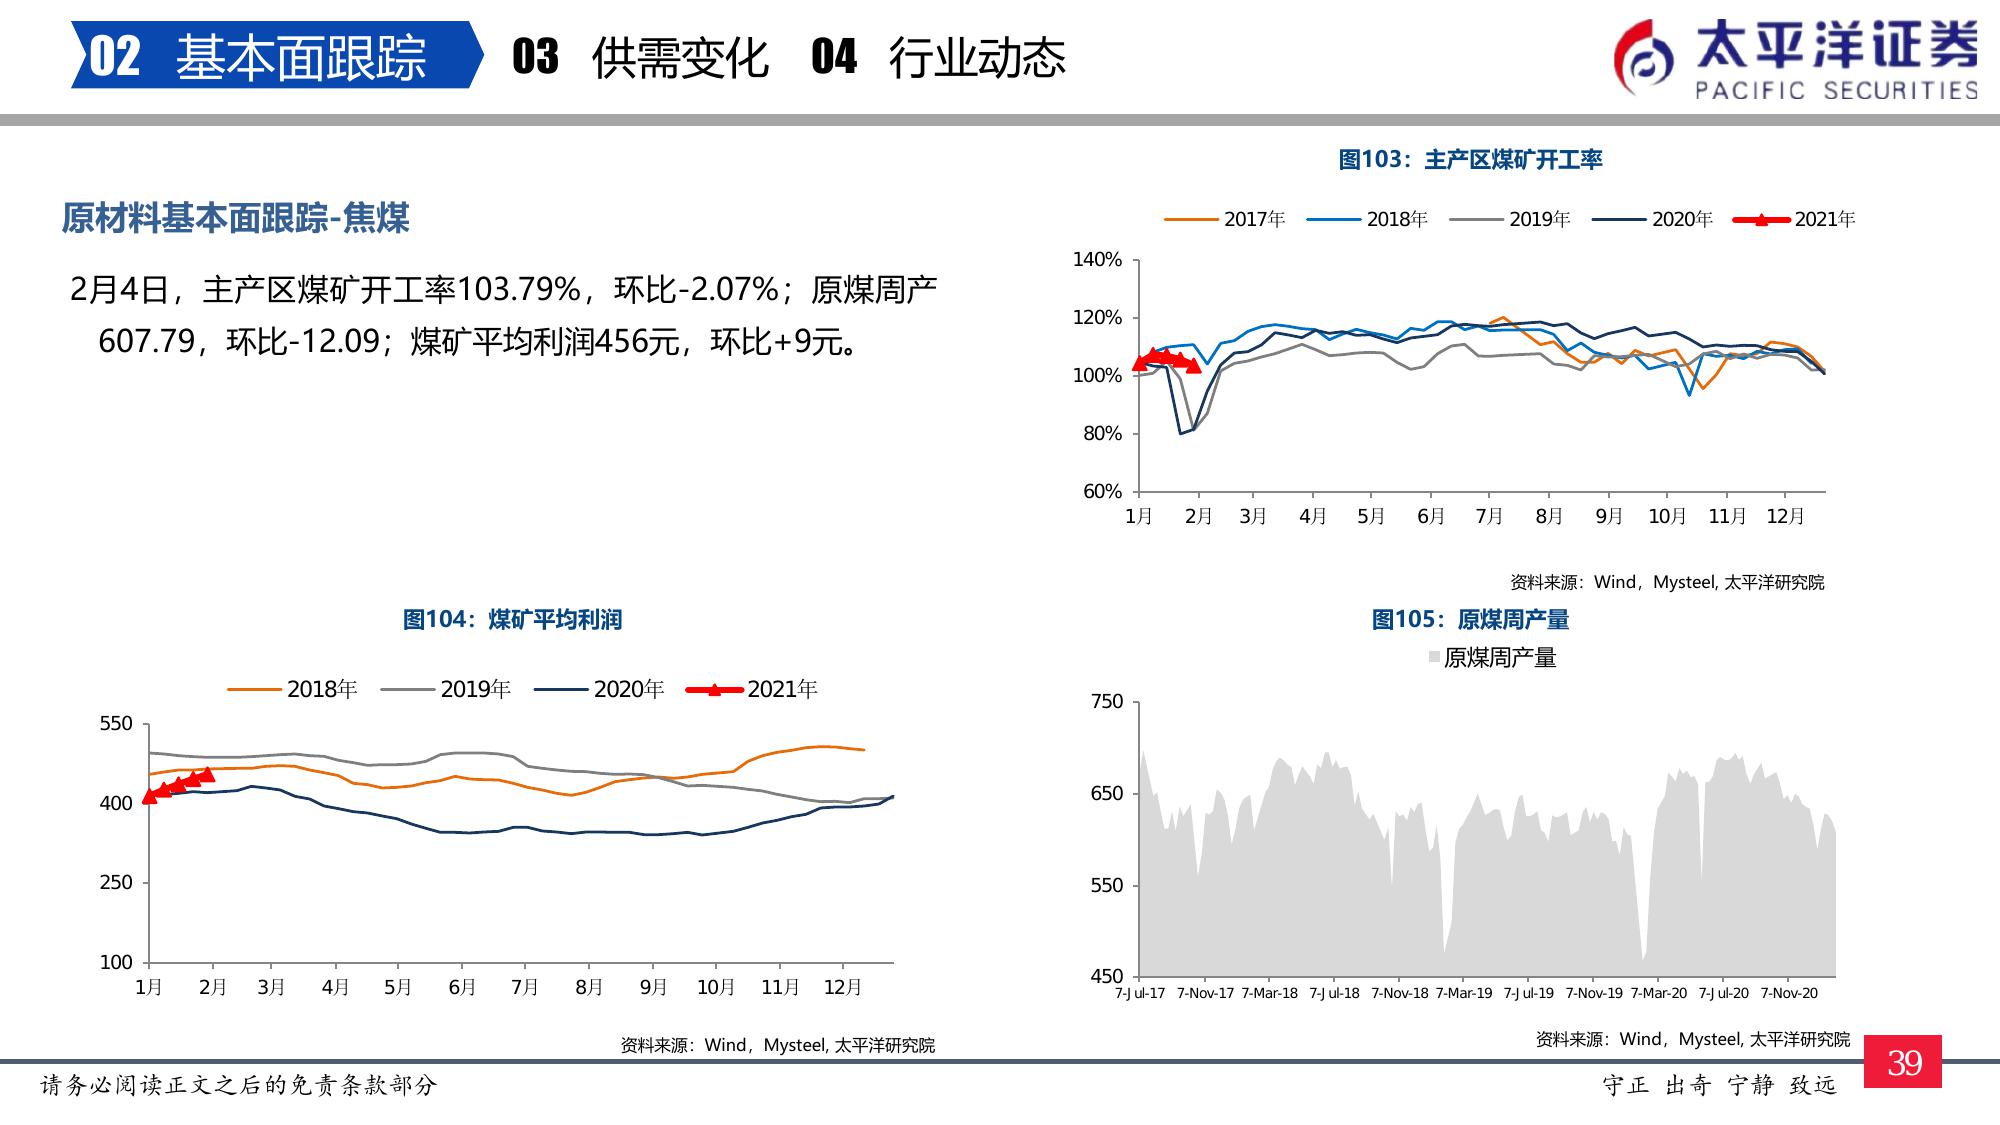 02 基本面跟踪 03 供需变化 04 行业动态
太平洋证券
PACIFIC SECURITIES
原材料基本面跟踪-焦煤
2月4日，主产区煤矿开工率103.79%，环比-2.07%；原煤周产
607.79，环比-12.09；煤矿平均利润456元，环比+9元。
图103：主产区煤矿开工率
2017年 2018年 2019年 2020年 2021年
140%
120%
100%
80%
60%
1月 2月 3月 4月 5月 6月 7月 8月 9月 10月 11月 12月
资料来源：Wind，Mysteel, 太平洋研究院
图104：煤矿平均利润
2018年 2019年 2020年 2021年
550
400
250
100
1月 2月 3月 4月 5月 6月 7月 8月 9月 10月 11月 12月
资料来源：Wind，Mysteel, 太平洋研究院
图105：原煤周产量
原煤周产量
750
650
550
450
7-Jul-17 7-Nov-17 7-Mar-18 7-Jul-18 7-Nov-18 7-Mar-19 7-Jul-19 7-Nov-19 7-Mar-20 7-Jul-20 7-Nov-20
资料来源：Wind，Mysteel, 太平洋研究院
请务必阅读正文之后的免责条款部分
守正 出奇 宁静 致远
39